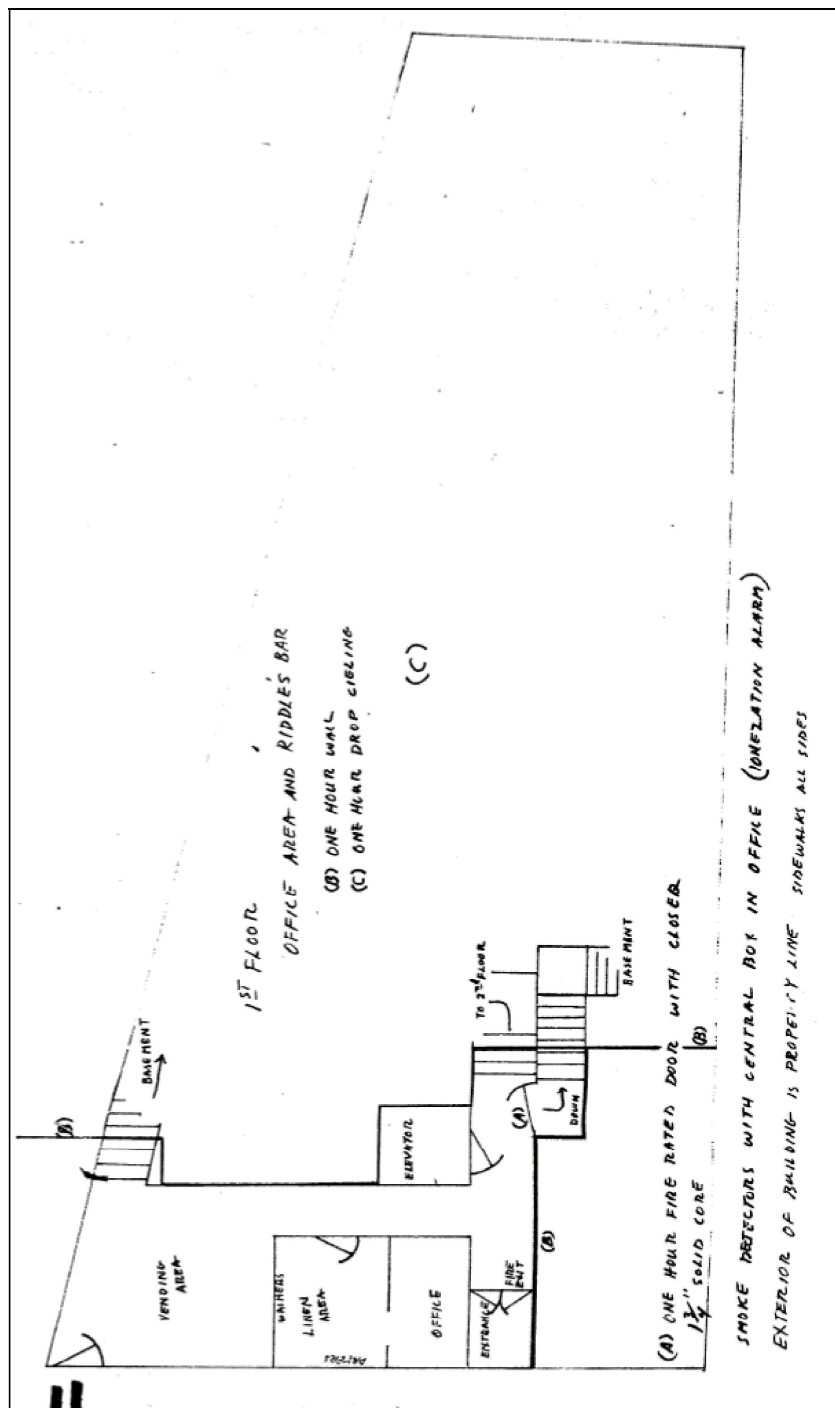 1ST FLOOR
OFFICE AREA AND RIDDLE'S BAR
(B) ONE HOUR WALL
(C) ONE HOUR DROP CIELING
(C)
BASEMENT
(B)
VENDING
AREA
ELEVATOR
WASHERS
LINEN
AREA
DRYERS
OFFICE
ENTRANCE
FIRE
EXIT
(B)
(A)
DOWN
TO 2nd FLOOR
BASEMENT
(B)
(A) ONE HOUR FIRE RATED DOOR WITH CLOSER
1 3/4" SOLID CORE
SMOKE DETECTORS WITH CENTRAL BOX IN OFFICE (IONEZATION ALARM)
EXTERIOR OF BUILDING IS PROPERTY LINE SIDEWALKS ALL SIDES